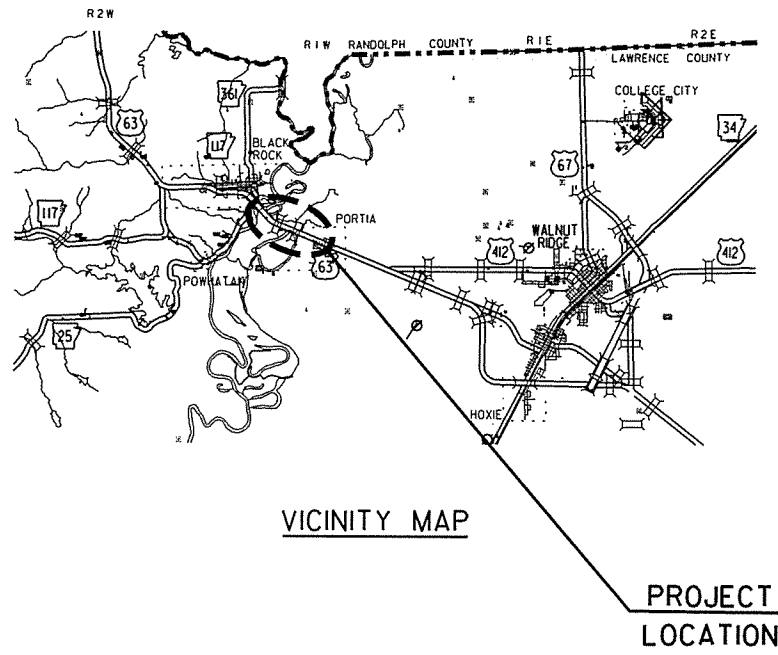 R2W
R1W RANDOLPH COUNTY R1E R2E
LAWRENCE COUNTY
COLLEGE CITY
361
34
63
117
BLACK
ROCK
67
117
PORTIA
WALNUT
RIDGE
412
412
63
POWHATAN
25
HOXIE
VICINITY MAP
PROJECT
LOCATION